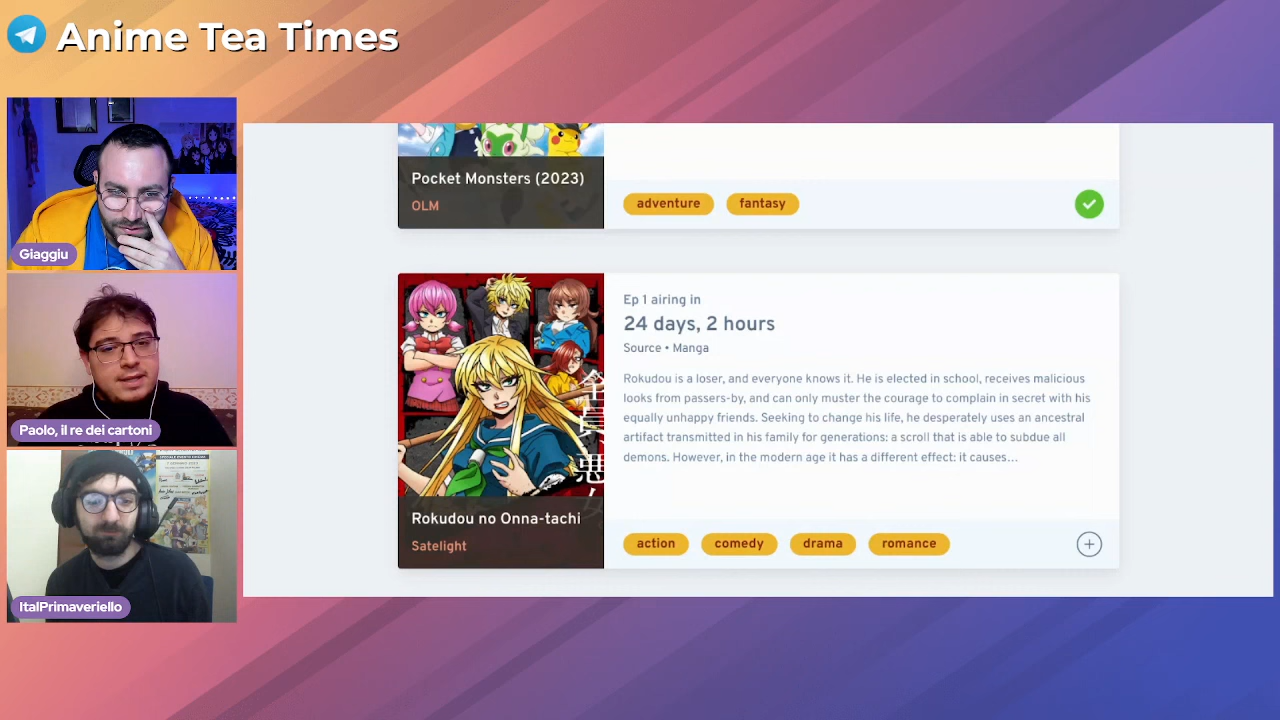 Anime Tea Times
Giaggiu
Paolo, il re dei cartoni
ItalPrimaveriello
Pocket Monsters (2023)
OLM
adventure
fantasy
Rokudou no Onna-tachi
Satelight
Ep 1 airing in
24 days, 2 hours
Source • Manga
Rokudou is a loser, and everyone knows it. He is elected in school, receives malicious
looks from passers-by, and can only muster the courage to complain in secret with his
equally unhappy friends. Seeking to change his life, he desperately uses an ancestral
artifact transmitted in his family for generations: a scroll that is able to subdue all
demons. However, in the modern age it has a different effect: it causes...
action
comedy
drama
romance